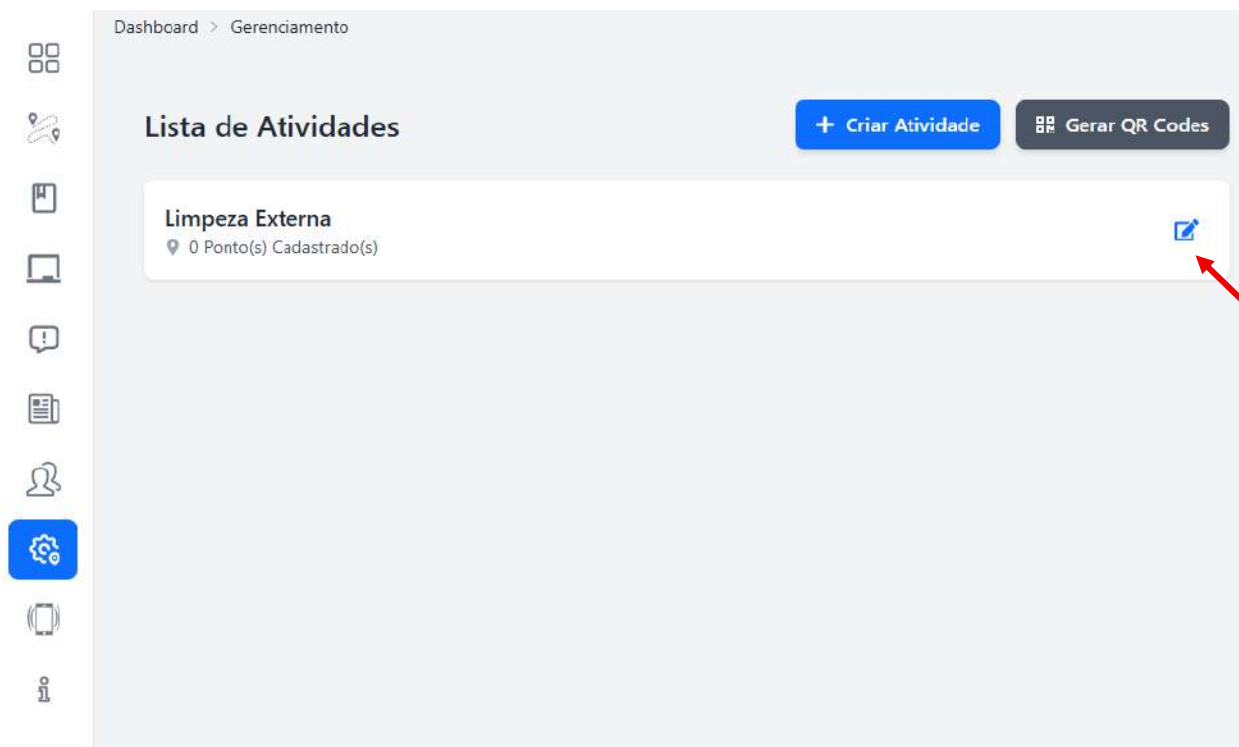 Dashboard > Gerenciamento
Lista de Atividades
+ Criar Atividade
Gerar QR Codes
Limpeza Externa
0 Ponto(s) Cadastrado(s)